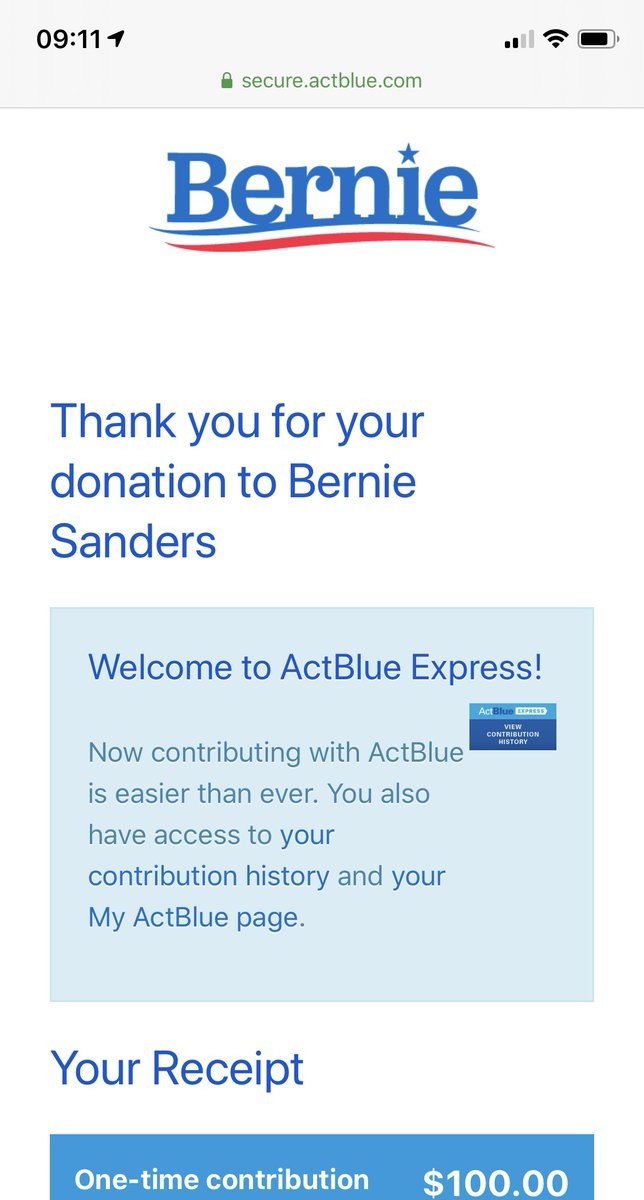 09:11
secure.actblue.com
Bernie
Thank you for your
donation to Bernie
Sanders
Welcome to ActBlue Express!
ActBlue EXPRESS
VIEW
CONTRIBUTION
HISTORY
Now contributing with ActBlue
is easier than ever. You also
have access to your
contribution history and your
My ActBlue page.
Your Receipt
One-time contribution $100.00